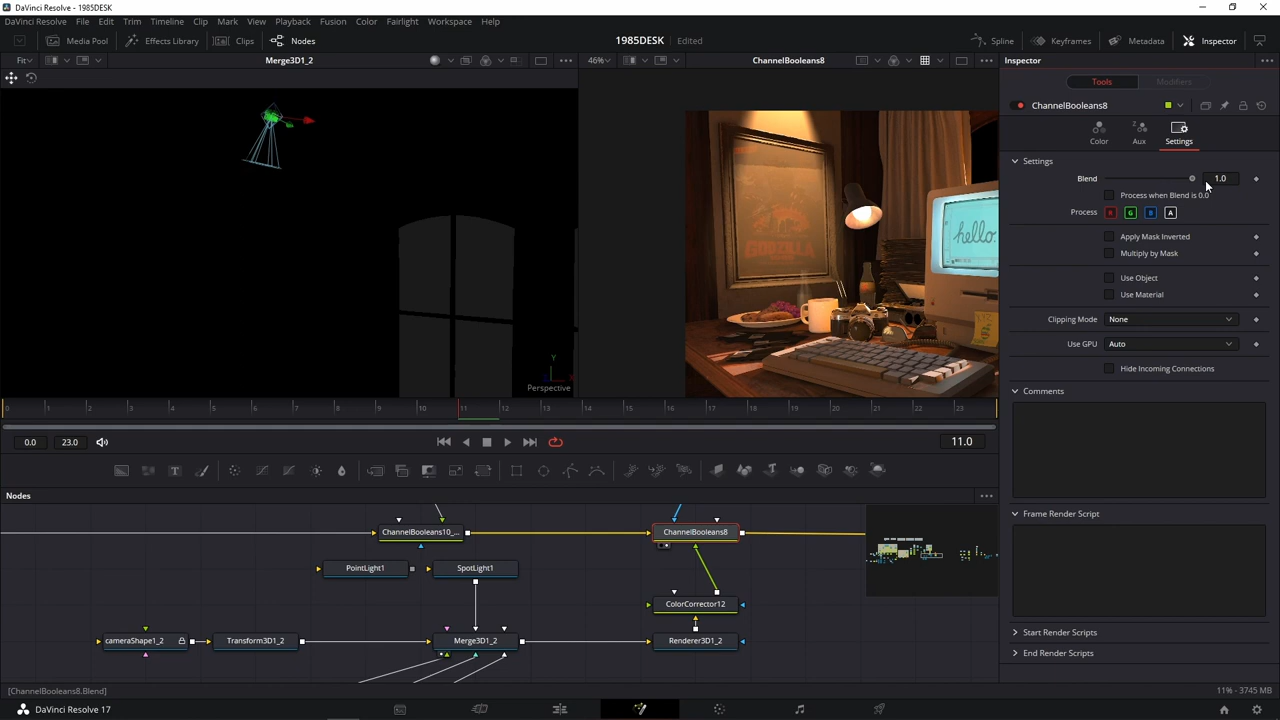 DaVinci Resolve - 1985DESK
DaVinci Resolve File Edit Trim Timeline Clip Mark View Playback Fusion Color Fairlight Workspace Help
Media Pool Effects Library Clips Nodes 1985DESK Edited Spline Keyframes Metadata Inspector
Fit Merge3D1_2 46% ChannelBooleans8 Inspector
Tools Modifiers
ChannelBooleans8
Color Aux Settings
Settings
Blend 1.0
Process when Blend is 0.0
Process R G B A
Apply Mask Inverted
Multiply by Mask
Use Object
Use Material
Clipping Mode None
Use GPU Auto
Hide Incoming Connections
Comments
Frame Render Script
Start Render Scripts
End Render Scripts
GODZILLA
hello.
Y
Perspective
0 1 2 3 4 5 6 7 8 9 10 11 12 13 14 15 16 17 18 19 20 21 22 23
0.0 23.0 11.0
T
Nodes
ChannelBooleans10_... ChannelBooleans8
PointLight1 SpotLight1
ColorCorrector12
cameraShape1_2 Transform3D1_2 Merge3D1_2 Renderer3D1_2
[ChannelBooleans8.Blend] 11% - 3745 MB
DaVinci Resolve 17